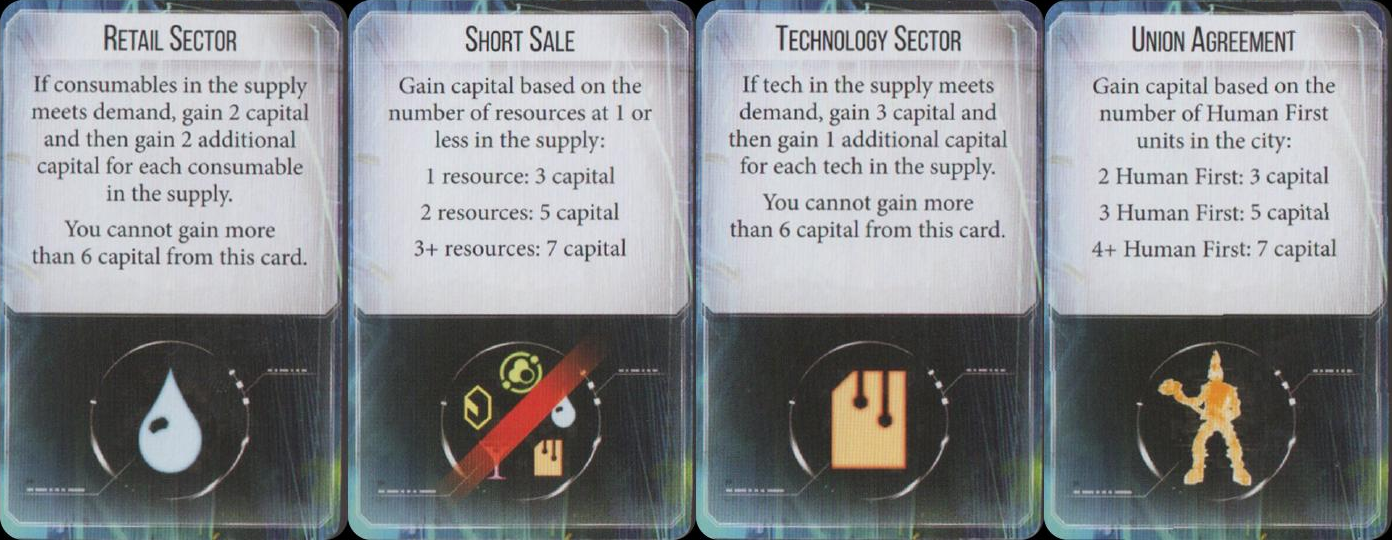 RETAIL SECTOR
If consumables in the supply
meets demand, gain 2 capital
and then gain 2 additional
capital for each consumable
in the supply.
You cannot gain more
than 6 capital from this card.
SHORT SALE
Gain capital based on the
number of resources at 1 or
less in the supply:
1 resource: 3 capital
2 resources: 5 capital
3+ resources: 7 capital
TECHNOLOGY SECTOR
If tech in the supply meets
demand, gain 3 capital and
then gain 1 additional capital
for each tech in the supply.
You cannot gain more
than 6 capital from this card.
UNION AGREEMENT
Gain capital based on the
number of Human First
units in the city:
2 Human First: 3 capital
3 Human First: 5 capital
4+ Human First: 7 capital